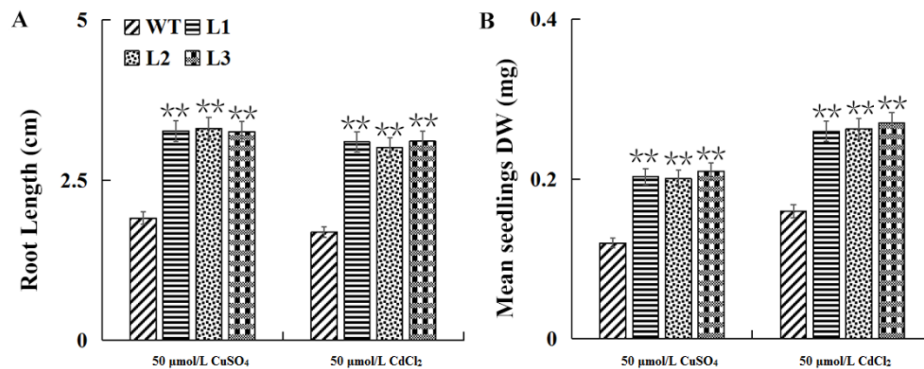 A
5
WT L1
L2 L3
** ** **
** ** **
Root Length (cm)
2.5
0
50 μmol/L CuSO₄ 50 μmol/L CdCl₂
B
0.4
** ** **
** ** **
Mean seedlings DW (mg)
0.2
0
50 μmol/L CuSO₄ 50 μmol/L CdCl₂